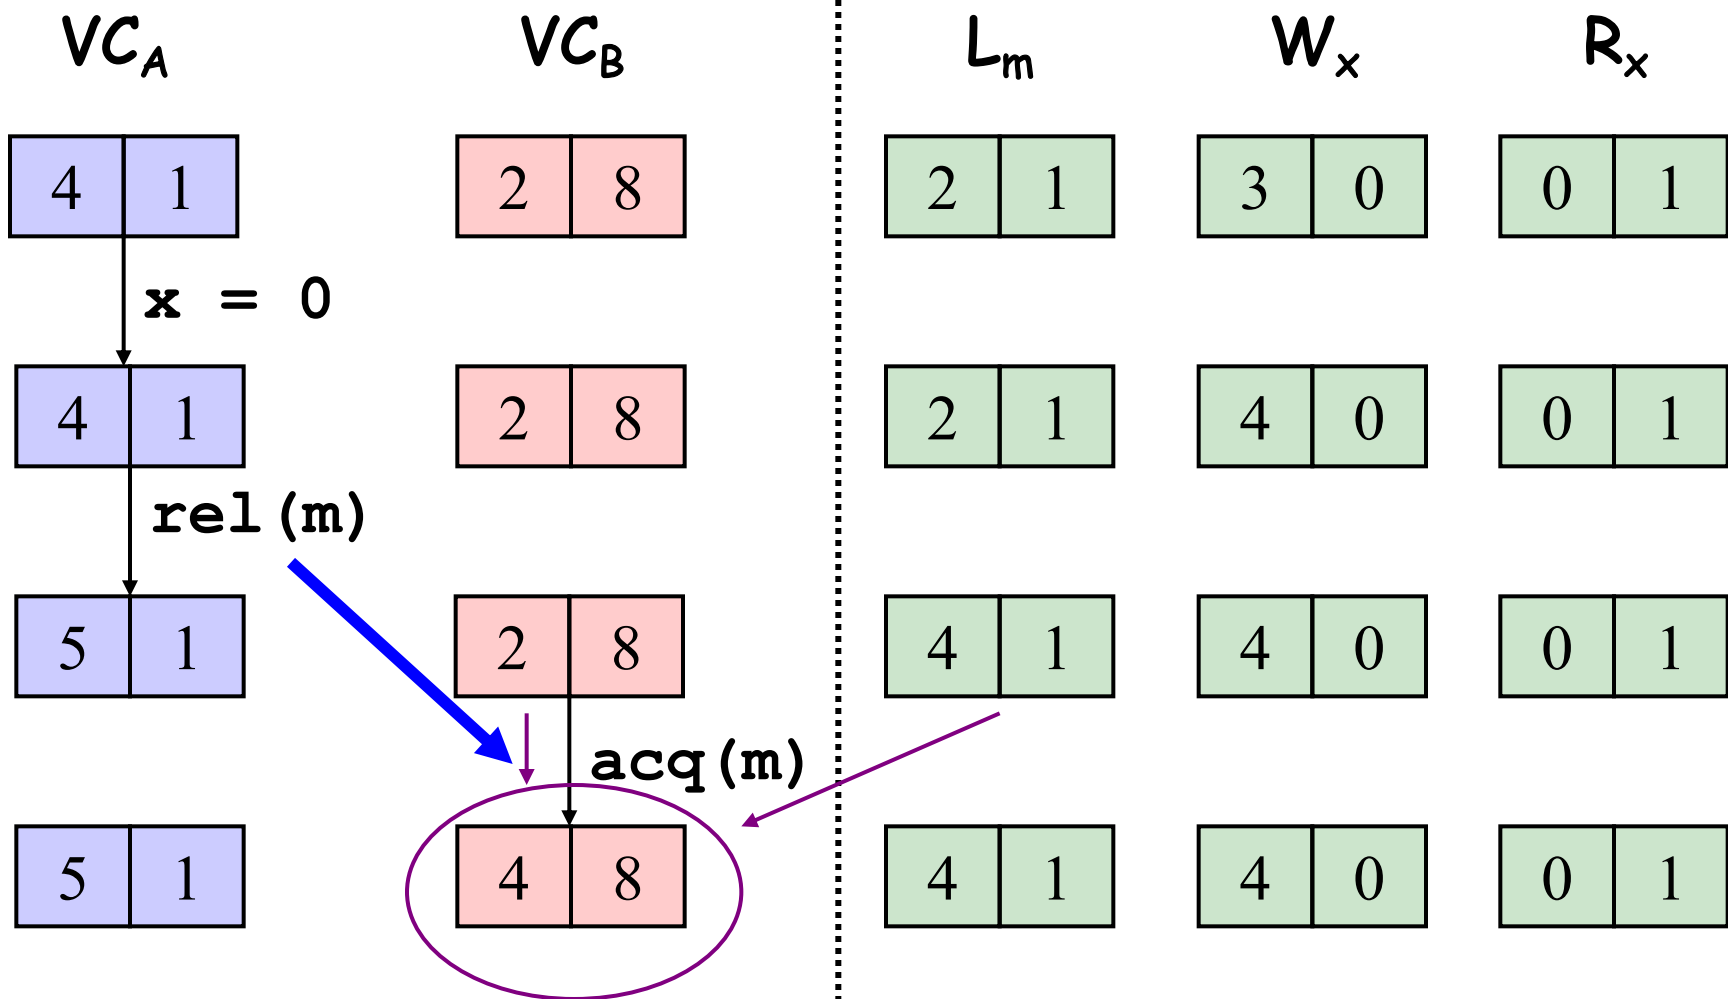 VCA VCB Lm Wx Rx
4 1 2 8 2 1 3 0 0 1
x = 0
4 1 2 8 2 1 4 0 0 1
rel(m)
5 1 2 8 4 1 4 0 0 1
acq(m)
5 1 4 8 4 1 4 0 0 1